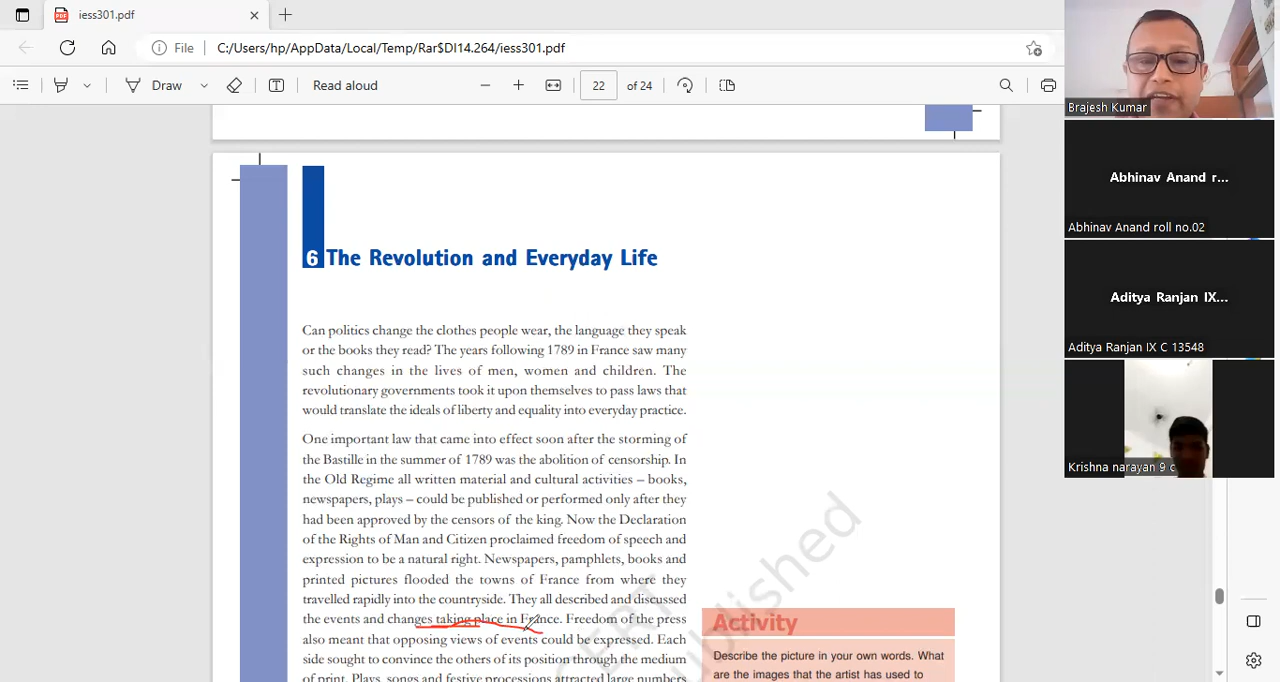 iess301.pdf
File
C:/Users/hp/AppData/Local/Temp/Rar$DI14.264/iess301.pdf
Draw
Read aloud
22 of 24
6 The Revolution and Everyday Life
Can politics change the clothes people wear, the language they speak
or the books they read? The years following 1789 in France saw many
such changes in the lives of men, women and children. The
revolutionary governments took it upon themselves to pass laws that
would translate the ideals of liberty and equality into everyday practice.
One important law that came into effect soon after the storming of
the Bastille in the summer of 1789 was the abolition of censorship. In
the Old Regime all written material and cultural activities – books,
newspapers, plays – could be published or performed only after they
had been approved by the censors of the king. Now the Declaration
of the Rights of Man and Citizen proclaimed freedom of speech and
expression to be a natural right. Newspapers, pamphlets, books and
printed pictures flooded the towns of France from where they
travelled rapidly into the countryside. They all described and discussed
the events and changes taking place in France. Freedom of the press
also meant that opposing views of events could be expressed. Each
side sought to convince the others of its position through the medium
of print. Plays, songs and festive processions attracted large numbers
Activity
Describe the picture in your own words. What
are the images that the artist has used to
published
Brajesh Kumar
Abhinav Anand r...
Abhinav Anand roll no.02
Aditya Ranjan IX...
Aditya Ranjan IX C 13548
Krishna narayan 9 c